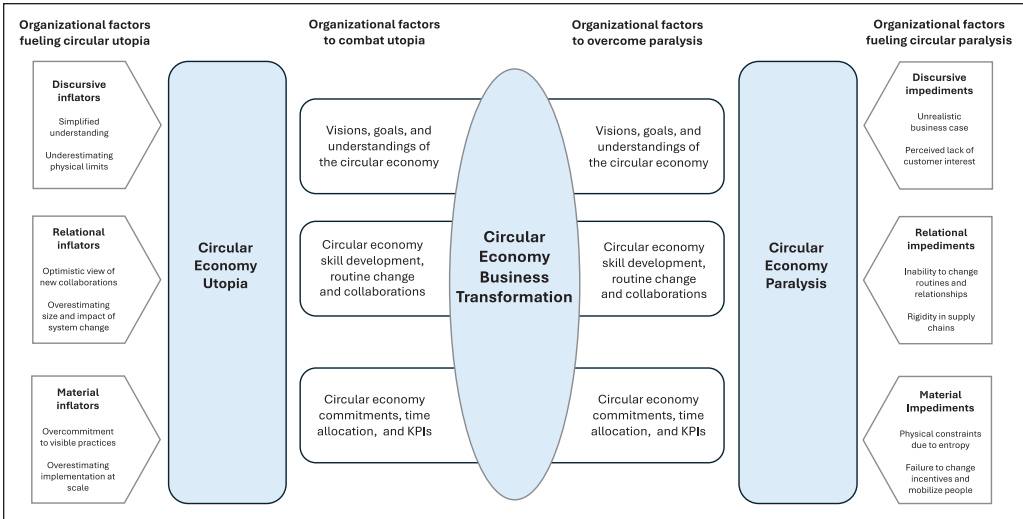 Organizational factors
fueling circular utopia
Organizational factors
to combat utopia
Organizational factors
to overcome paralysis
Organizational factors
fueling circular paralysis
Discursive
inflators
Simplified
understanding
Underestimating
physical limits
Relational
inflators
Optimistic view of
new collaborations
Overestimating
size and impact of
system change
Material
inflators
Overcommitment
to visible practices
Overestimating
implementation at
scale
Circular
Economy
Utopia
Visions, goals, and
understandings of
the circular economy
Circular economy
skill development,
routine change
and collaborations
Circular economy
commitments, time
allocation, and KPIs
Circular
Economy
Business
Transformation
Visions, goals, and
understandings of
the circular economy
Circular economy
skill development,
routine change
and collaborations
Circular economy
commitments, time
allocation, and KPIs
Circular
Economy
Paralysis
Discursive
impediments
Unrealistic
business case
Perceived lack of
customer interest
Relational
impediments
Inability to change
routines and
relationships
Rigidity in supply
chains
Material
Impediments
Physical constraints
due to entropy
Failure to change
incentives and
mobilize people